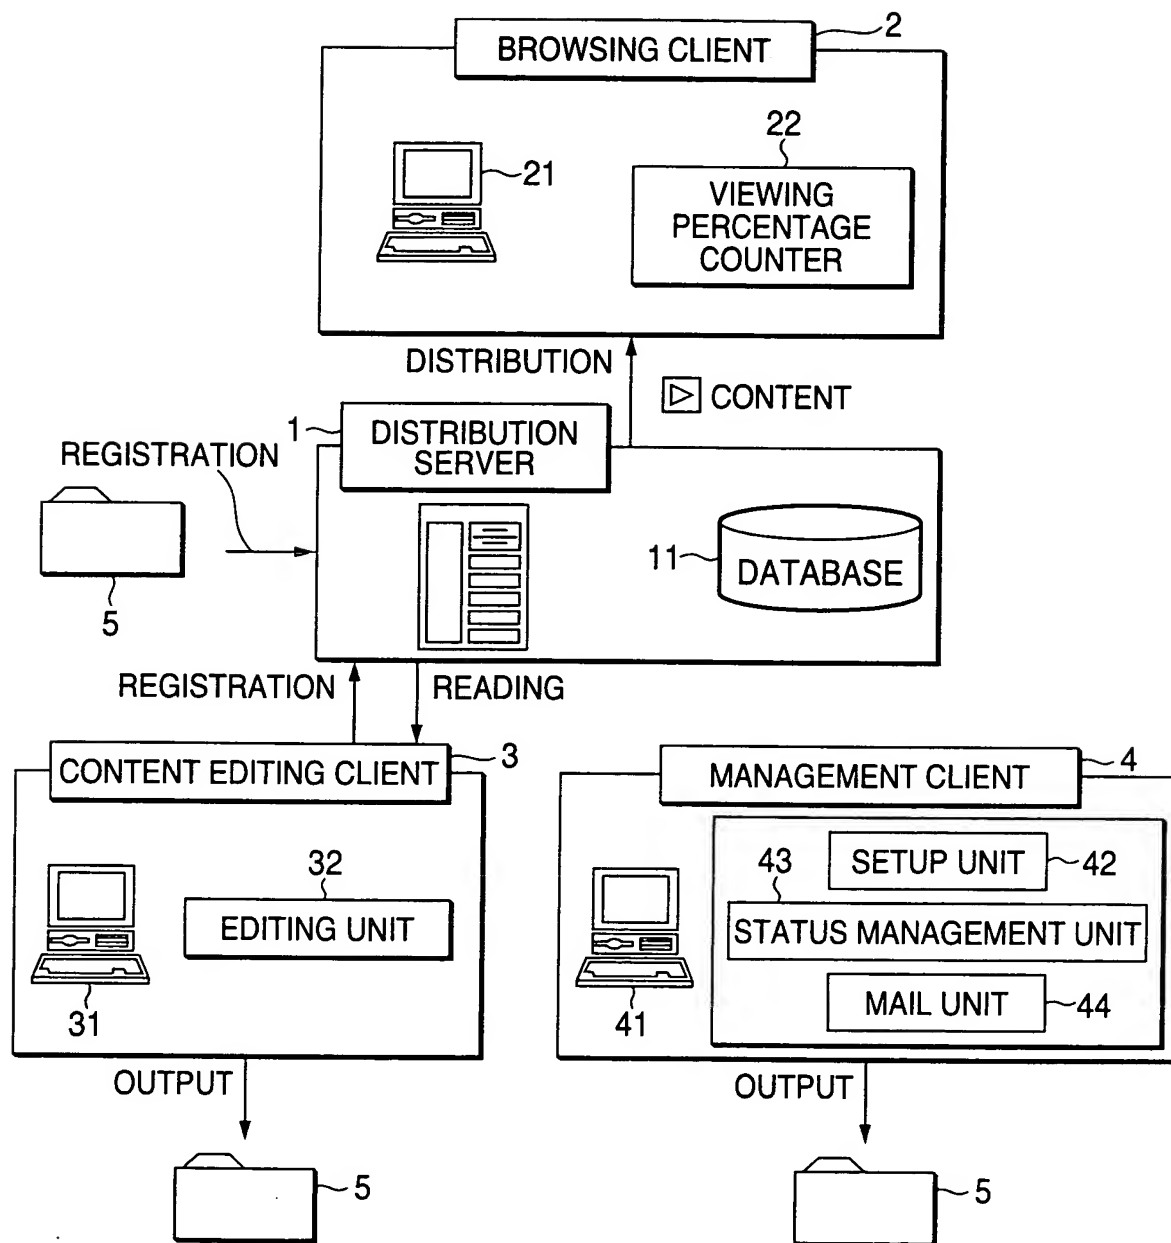 2
BROWSING CLIENT
21
22
VIEWING
PERCENTAGE
COUNTER
DISTRIBUTION
CONTENT
1
DISTRIBUTION
SERVER
REGISTRATION
5
11
DATABASE
REGISTRATION
READING
3
CONTENT EDITING CLIENT
4
MANAGEMENT CLIENT
32
EDITING UNIT
31
SETUP UNIT
42
43
STATUS MANAGEMENT UNIT
MAIL UNIT
44
41
OUTPUT
OUTPUT
5
5